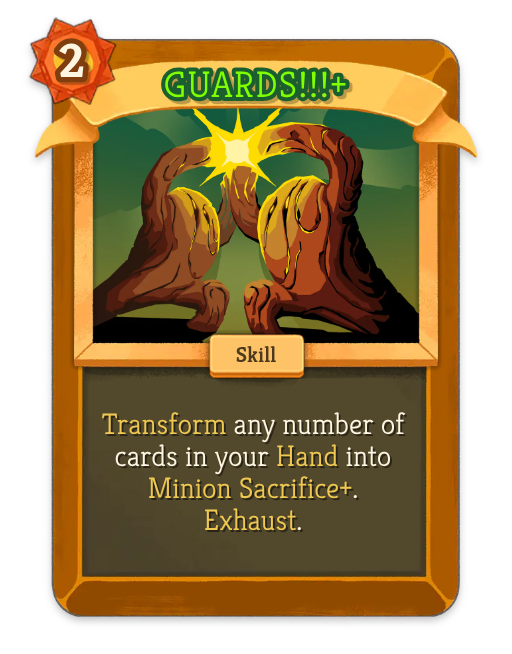 2
GUARDS!!!+
Skill
Transform any number of
cards in your Hand into
Minion Sacrifice+.
Exhaust.